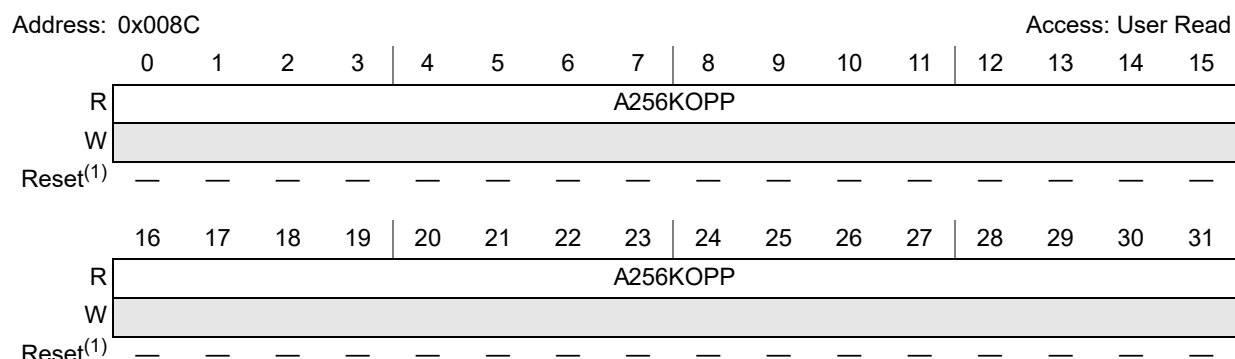 Address: 0x008C Access: User Read
0 1 2 3 4 5 6 7 8 9 10 11 12 13 14 15
R A256KOPP
W
Reset(1) — — — — — — — — — — — — — — — —
16 17 18 19 20 21 22 23 24 25 26 27 28 29 30 31
R A256KOPP
W
Reset(1) — — — — — — — — — — — — — — — —